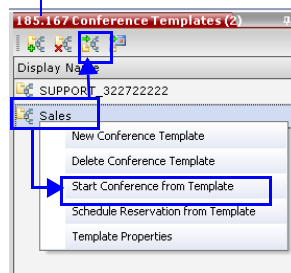 185.167 Conference Templates (2)
Display Name
SUPPORT_322722222
Sales
New Conference Template
Delete Conference Template
Start Conference from Template
Schedule Reservation from Template
Template Properties